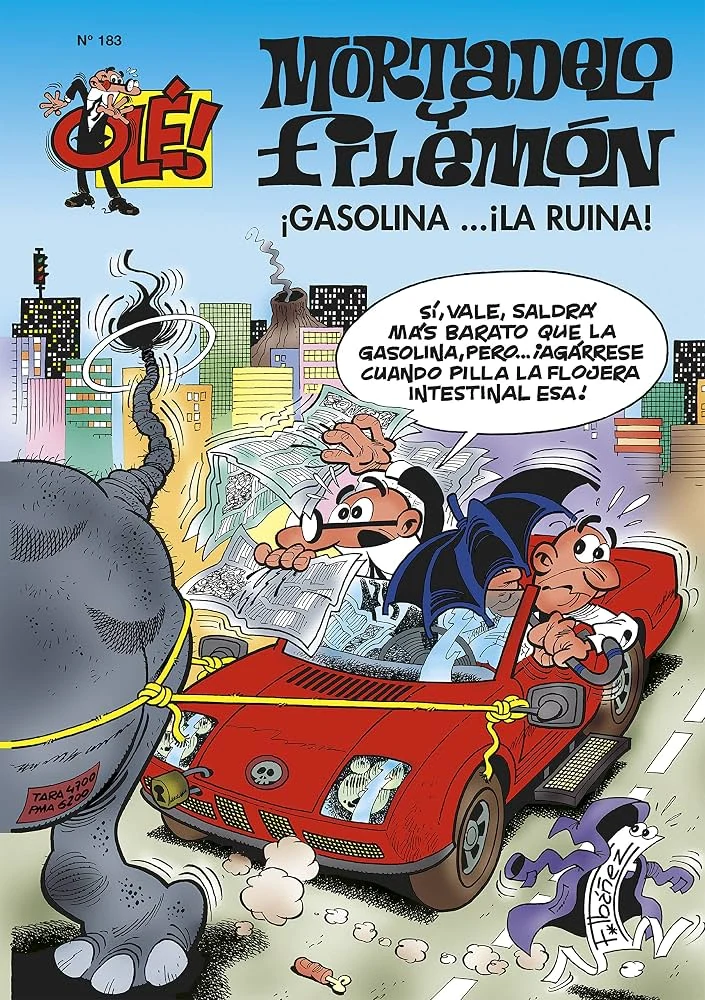 Nº 183
OLÉ!
MORTADELO
Y
FILEMÓN
¡GASOLINA ...¡LA RUINA!
SÍ, VALE, SALDRÁ
MÁS BARATO QUE LA
GASOLINA, PERO...¡AGÁRRESE
CUANDO PILLA LA FLOJERA
INTESTINAL ESA!
TARA 4700
PMA 6200
F. Ibáñez